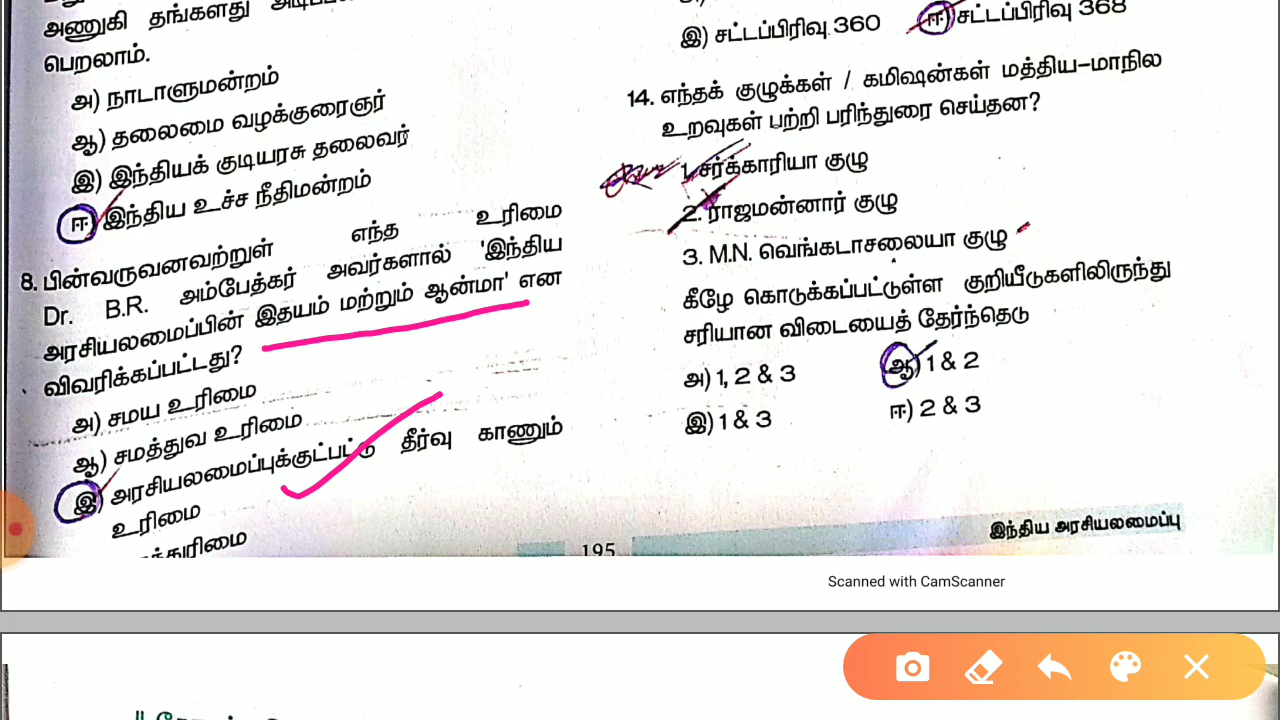 அணுகி தங்களது
பெறலாம்.
அ) நாடாளுமன்றம்
ஆ) தலைமை வழக்குரைஞர்
இ) இந்தியக் குடியரசு தலைவர்
ஈ) இந்திய உச்ச நீதிமன்றம்
8. பின்வருவனவற்றுள் எந்த உரிமை
Dr. B.R. அம்பேத்கர் அவர்களால் 'இந்திய
அரசியலமைப்பின் இதயம் மற்றும் ஆன்மா' என
விவரிக்கப்பட்டது?
அ) சமய உரிமை
ஆ) சமத்துவ உரிமை
இ) அரசியலமைப்புக்குட்பட்டு தீர்வு காணும்
உரிமை
இ) சட்டப்பிரிவு 360 ஈ) சட்டப்பிரிவு 368
14. எந்தக் குழுக்கள் / கமிஷன்கள் மத்திய-மாநில
உறவுகள் பற்றி பரிந்துரை செய்தன?
1. சர்க்காரியா குழு
2. ராஜமன்னார் குழு
3. M.N. வெங்கடாசலையா குழு
கீழே கொடுக்கப்பட்டுள்ள குறியீடுகளிலிருந்து
சரியான விடையைத் தேர்ந்தெடு
அ) 1, 2 & 3 ஆ) 1 & 2
இ) 1 & 3 ஈ) 2 & 3
195 இந்திய அரசியலமைப்பு
Scanned with CamScanner